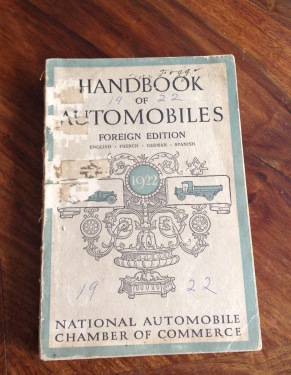 HANDBOOK
19 OF 22
AUTOMOBILES
FOREIGN EDITION
ENGLISH - FRENCH - GERMAN - SPANISH
1922
19 22
NATIONAL AUTOMOBILE
CHAMBER OF COMMERCE